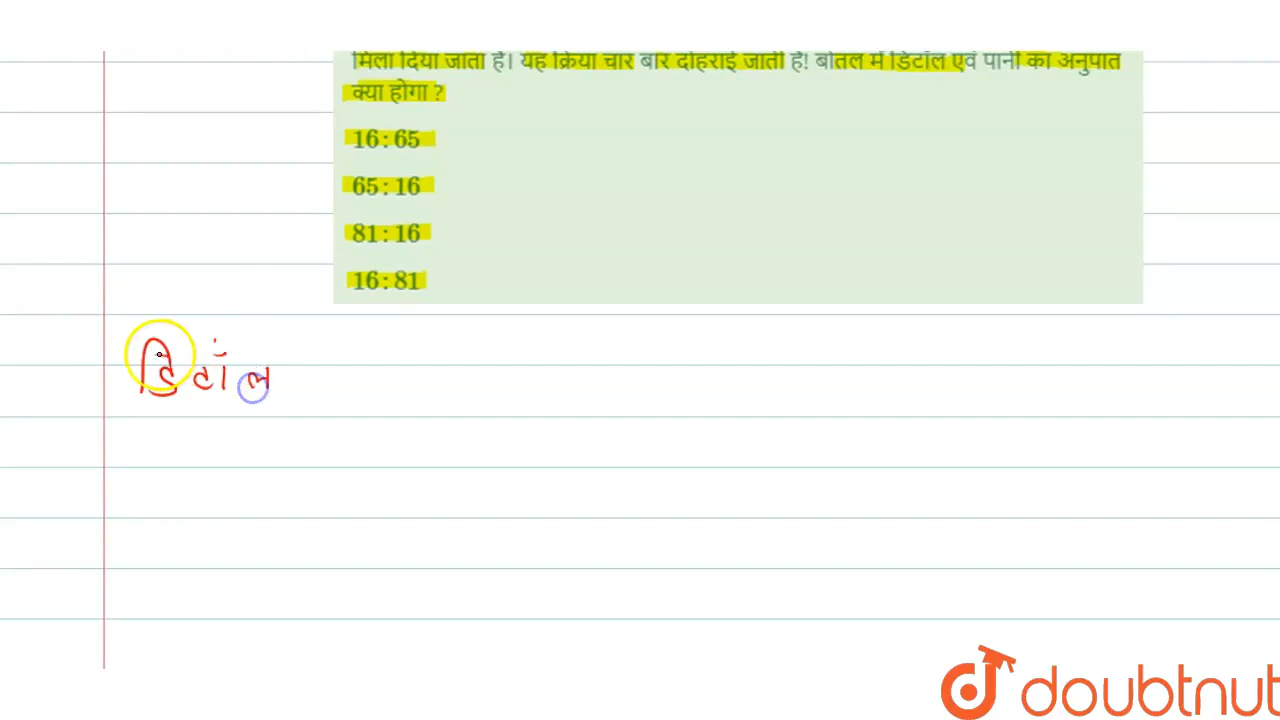 मिला दिया जाता है। यह क्रिया चार बार दोहराई जाती है! बोतल में डिटॉल एवं पानी का अनुपात
क्या होगा ?
16 : 65
65 : 16
81 : 16
16 : 81
डिटॉल
doubtnut